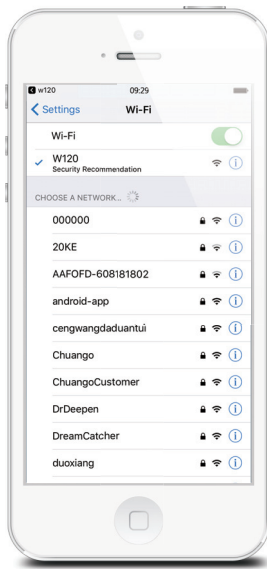 w120 09:29
Settings Wi-Fi
Wi-Fi
W120
Security Recommendation
CHOOSE A NETWORK...
000000
20KE
AAFOFD-608181802
android-app
cengwangdaduantui
Chuango
ChuangoCustomer
DrDeepen
DreamCatcher
duoxiang